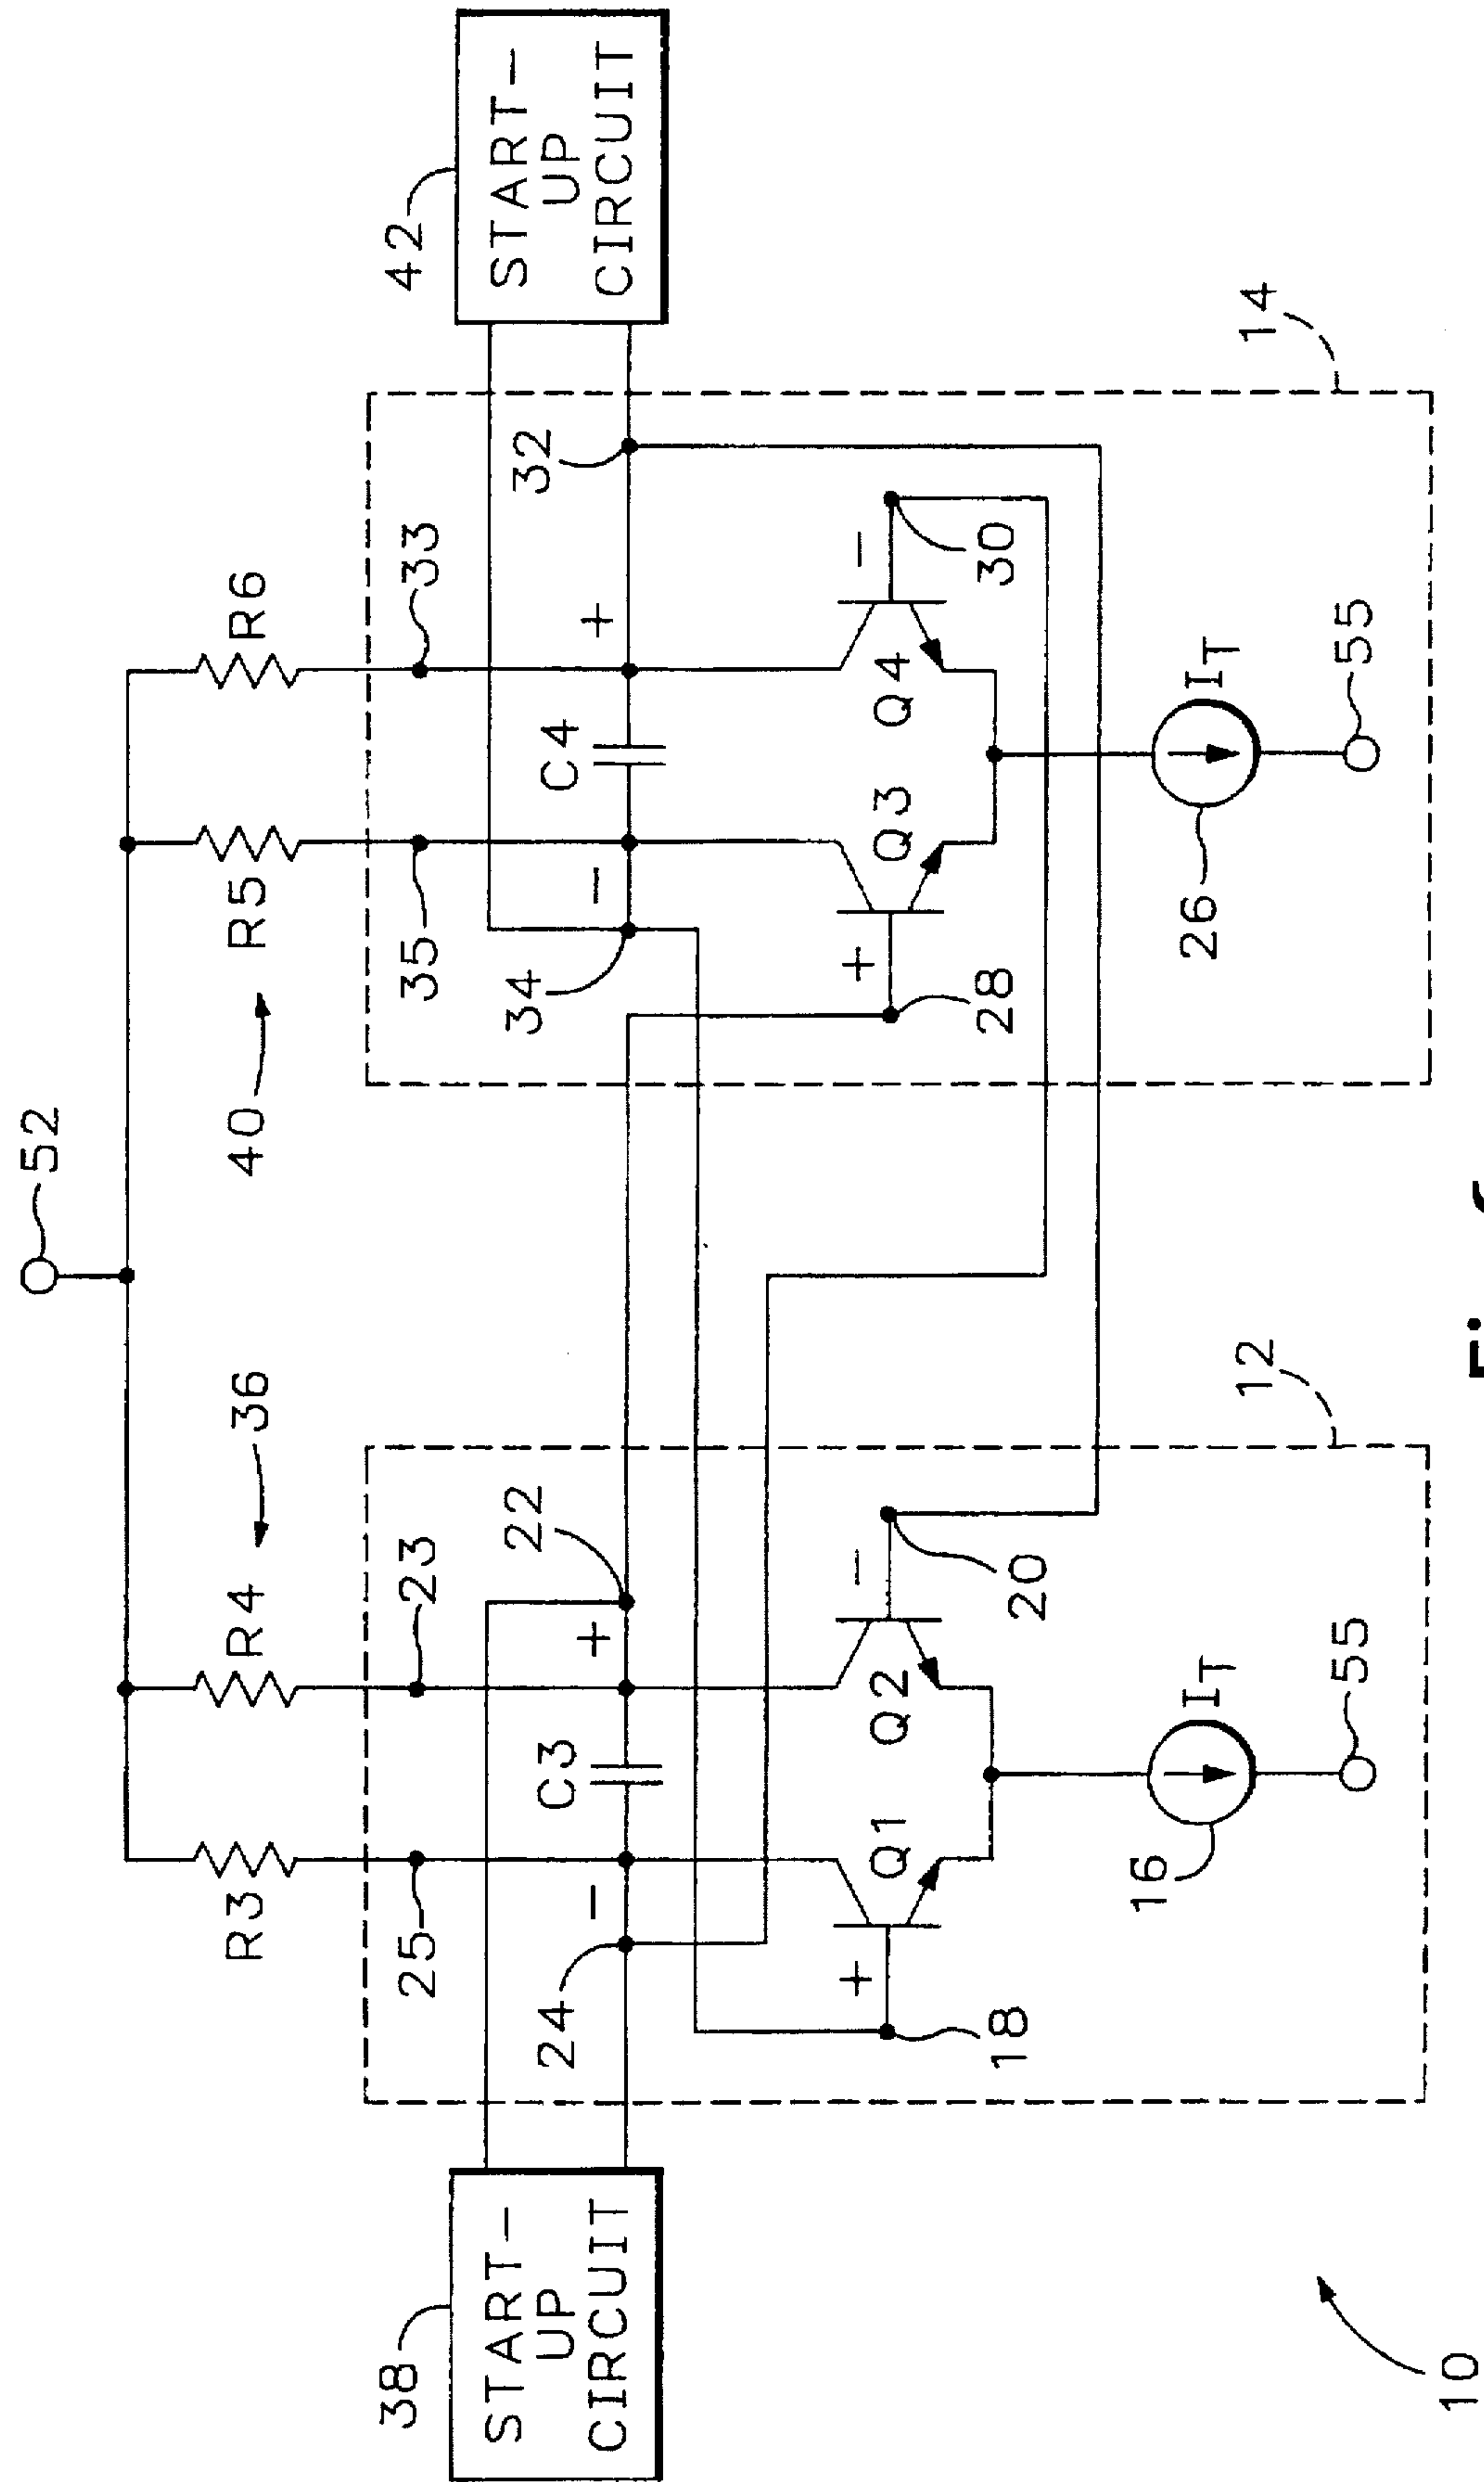 52
R3
R4
36
40
R5
R6
25
23
35
33
38
START-
UP
CIRCUIT
42
START-
UP
CIRCUIT
24
-
C3
+
22
34
-
C4
+
32
+
Q1
Q2
-
+
Q3
Q4
-
18
20
28
30
16
IT
12
26
IT
14
55
55
10